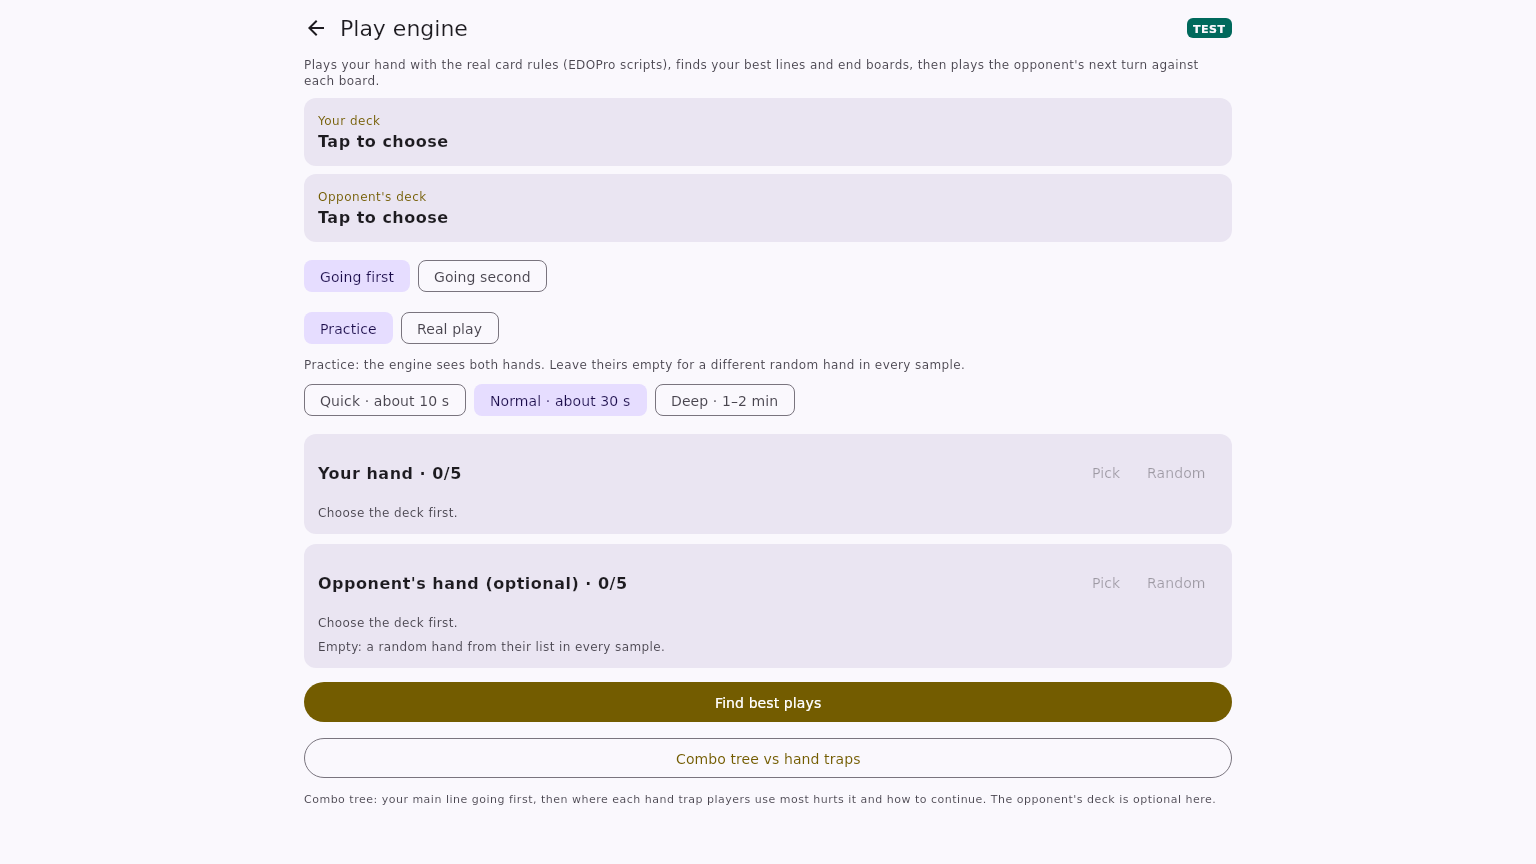 Play engine
TEST
Plays your hand with the real card rules (EDOPro scripts), finds your best lines and end boards, then plays the opponent's next turn against
each board.
Your deck
Tap to choose
Opponent's deck
Tap to choose
Going first
Going second
Practice
Real play
Practice: the engine sees both hands. Leave theirs empty for a different random hand in every sample.
Quick · about 10 s
Normal · about 30 s
Deep · 1–2 min
Your hand · 0/5
Pick
Random
Choose the deck first.
Opponent's hand (optional) · 0/5
Pick
Random
Choose the deck first.
Empty: a random hand from their list in every sample.
Find best plays
Combo tree vs hand traps
Combo tree: your main line going first, then where each hand trap players use most hurts it and how to continue. The opponent's deck is optional here.